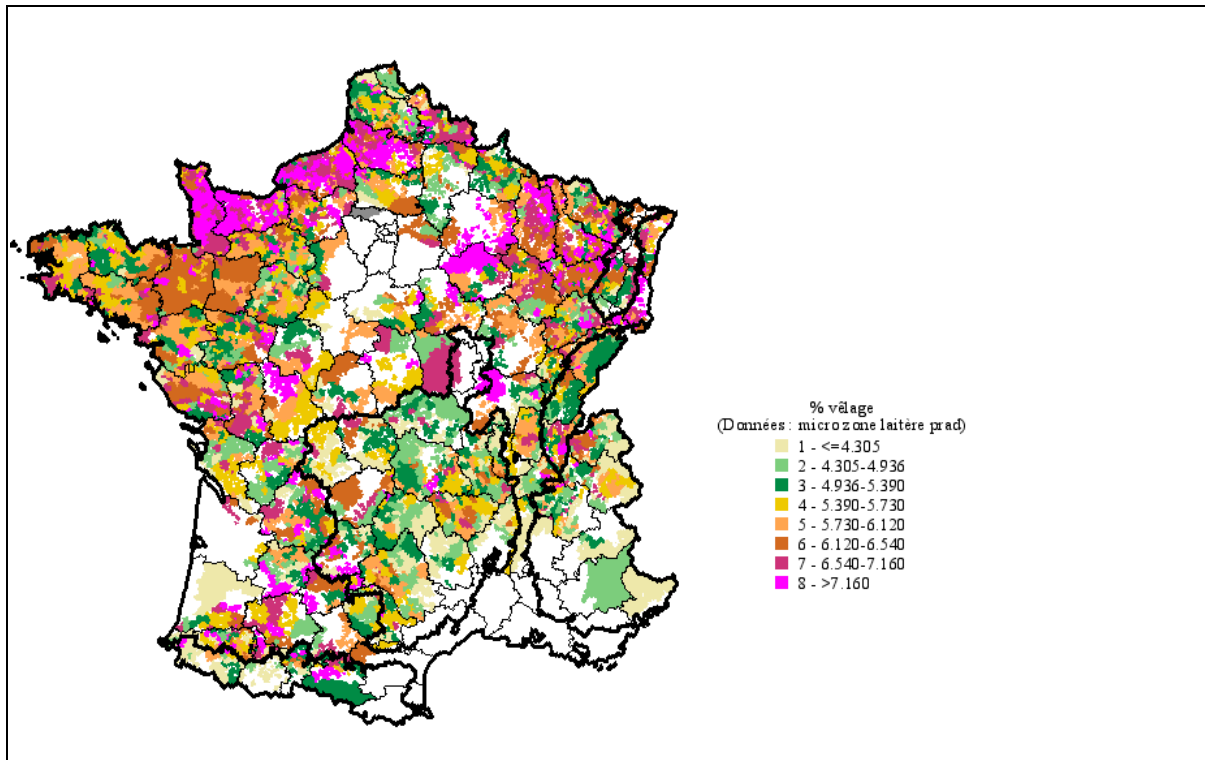 % vêlage
(Données : microzone laitère prad)
1 - <=4.305
2 - 4.305-4.936
3 - 4.936-5.390
4 - 5.390-5.730
5 - 5.730-6.120
6 - 6.120-6.540
7 - 6.540-7.160
8 - >7.160